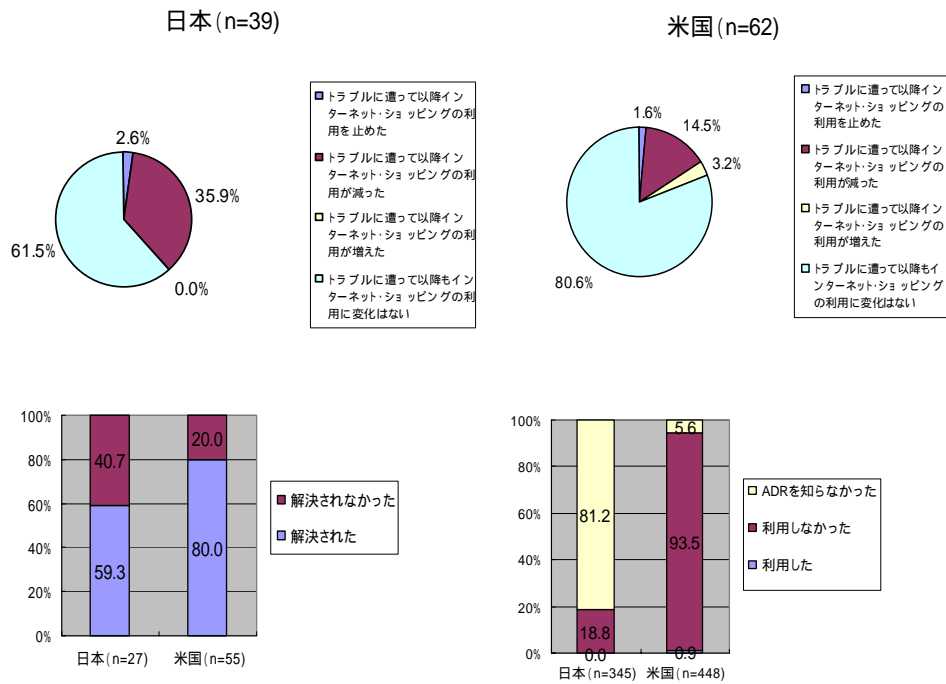 日本(n=39)
2.6%
35.9%
61.5%
0.0%
トラブルに遭って以降イン
ターネット・ショッピングの利
用を止めた
トラブルに遭って以降イン
ターネット・ショッピングの利
用が減った
トラブルに遭って以降イン
ターネット・ショッピングの利
用が増えた
トラブルに遭って以降もイン
ターネット・ショッピングの利
用に変化はない
米国(n=62)
1.6%
14.5%
3.2%
80.6%
トラブルに遭って以降イン
ターネット・ショッピングの
利用を止めた
トラブルに遭って以降イン
ターネット・ショッピングの
利用が減った
トラブルに遭って以降イン
ターネット・ショッピングの
利用が増えた
トラブルに遭って以降もイ
ンターネット・ショッピング
の利用に変化はない
100%
80%
60%
40%
20%
0%
40.7
20.0
59.3
80.0
日本(n=27)
米国(n=55)
解決されなかった
解決された
100%
80%
60%
40%
20%
0%
5.6
81.2
93.5
18.8
0.0
0.9
日本(n=345)
米国(n=448)
ADRを知らなかった
利用しなかった
利用した